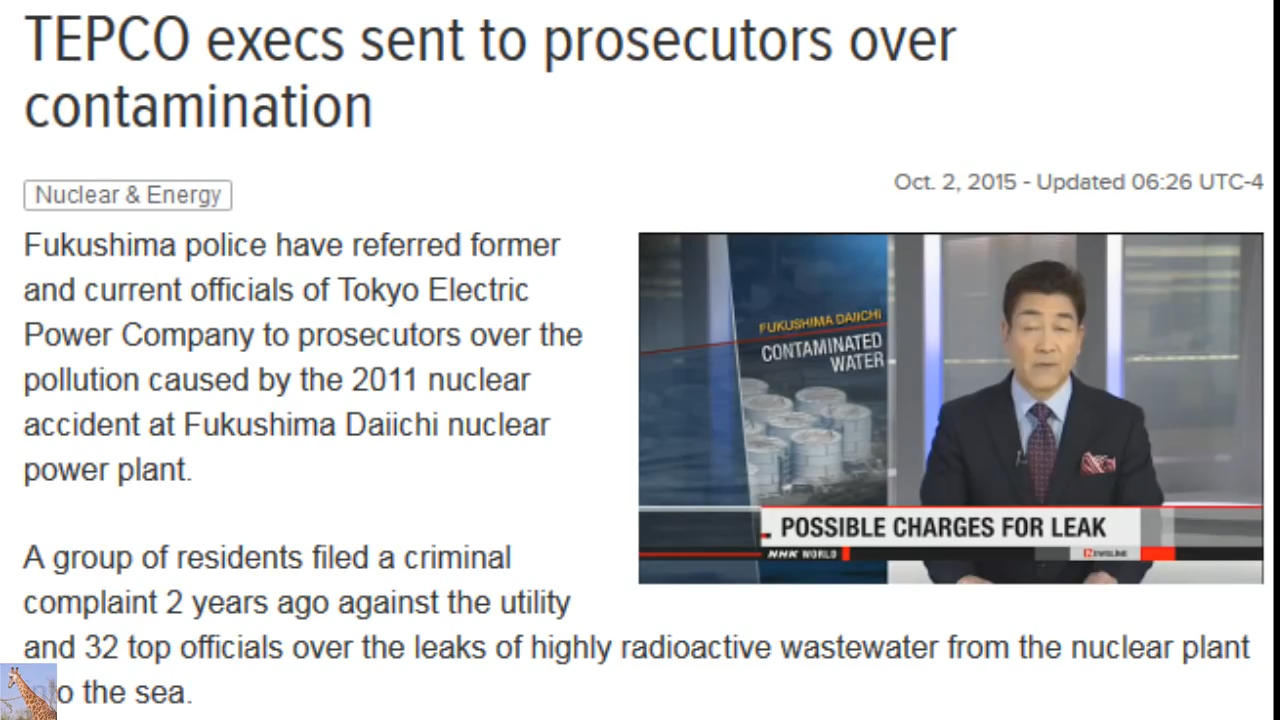 TEPCO execs sent to prosecutors over
contamination
Nuclear & Energy
Oct. 2, 2015 - Updated 06:26 UTC-4
Fukushima police have referred former
and current officials of Tokyo Electric
Power Company to prosecutors over the
pollution caused by the 2011 nuclear
accident at Fukushima Daiichi nuclear
power plant.
FUKUSHIMA DAIICHI
CONTAMINATED
WATER
POSSIBLE CHARGES FOR LEAK
NHK WORLD
NEWSLINE
A group of residents filed a criminal
complaint 2 years ago against the utility
and 32 top officials over the leaks of highly radioactive wastewater from the nuclear plant
to the sea.